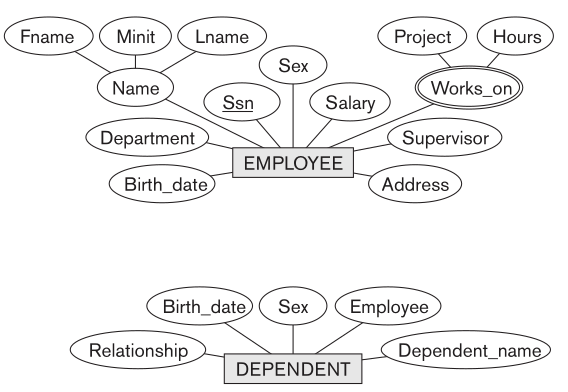 Fname
Minit
Lname
Project
Hours
Sex
Name
Works_on
Ssn
Salary
Department
Supervisor
EMPLOYEE
Birth_date
Address
Birth_date
Sex
Employee
Relationship
Dependent_name
DEPENDENT